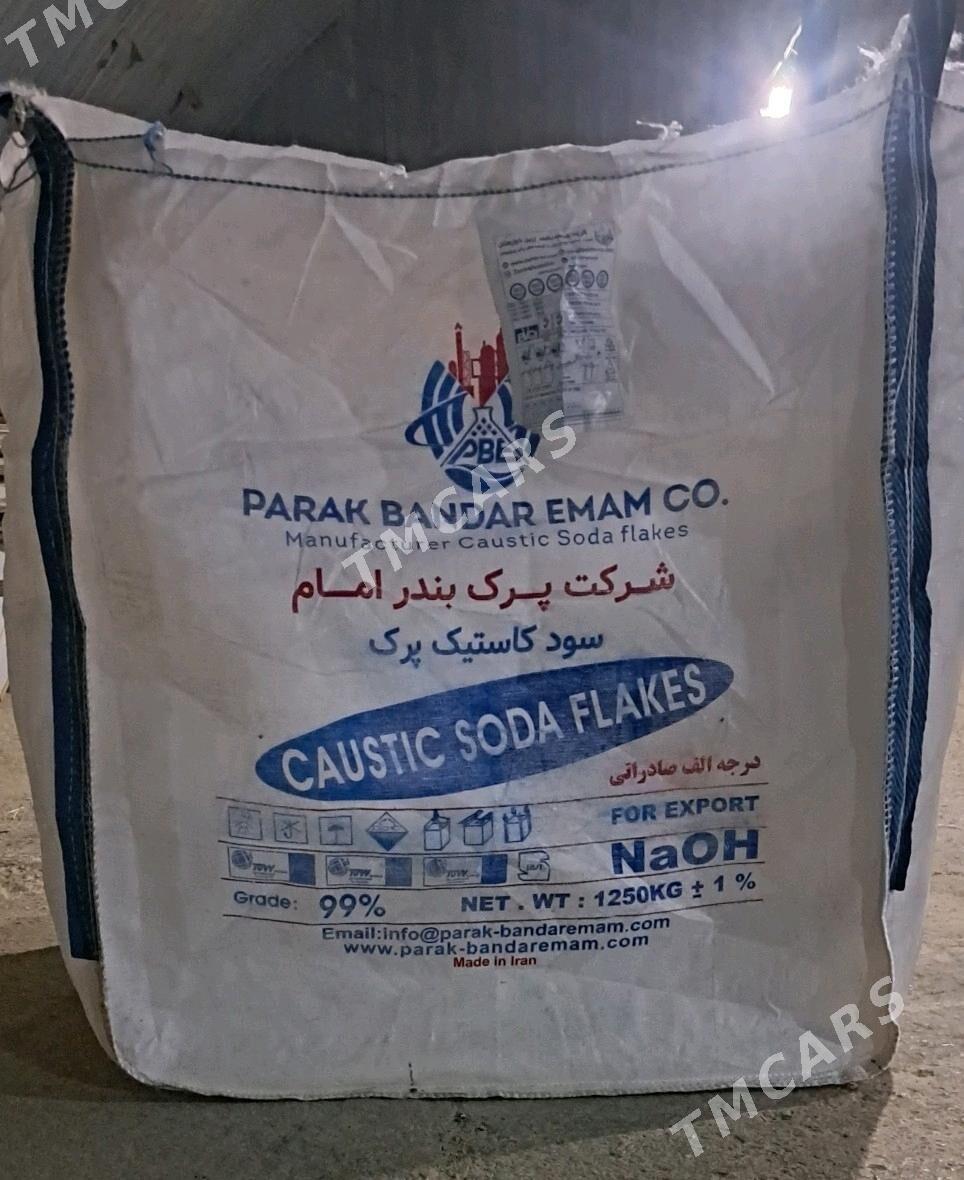 TMCARS
PBE
PARAK BANDAR EMAM CO.
Manufacturer Caustic Soda flakes
TMCARS
شرکت پرک بندر امام
سود کاستیک پرک
CAUSTIC SODA FLAKES
درجه الف صادراتی
FOR EXPORT
NaOH
Grade: 99% NET . WT : 1250KG ± 1 %
Email:info@parak-bandaremam.com
www.parak-bandaremam.com
Made in Iran
TMCARS
TMCARS